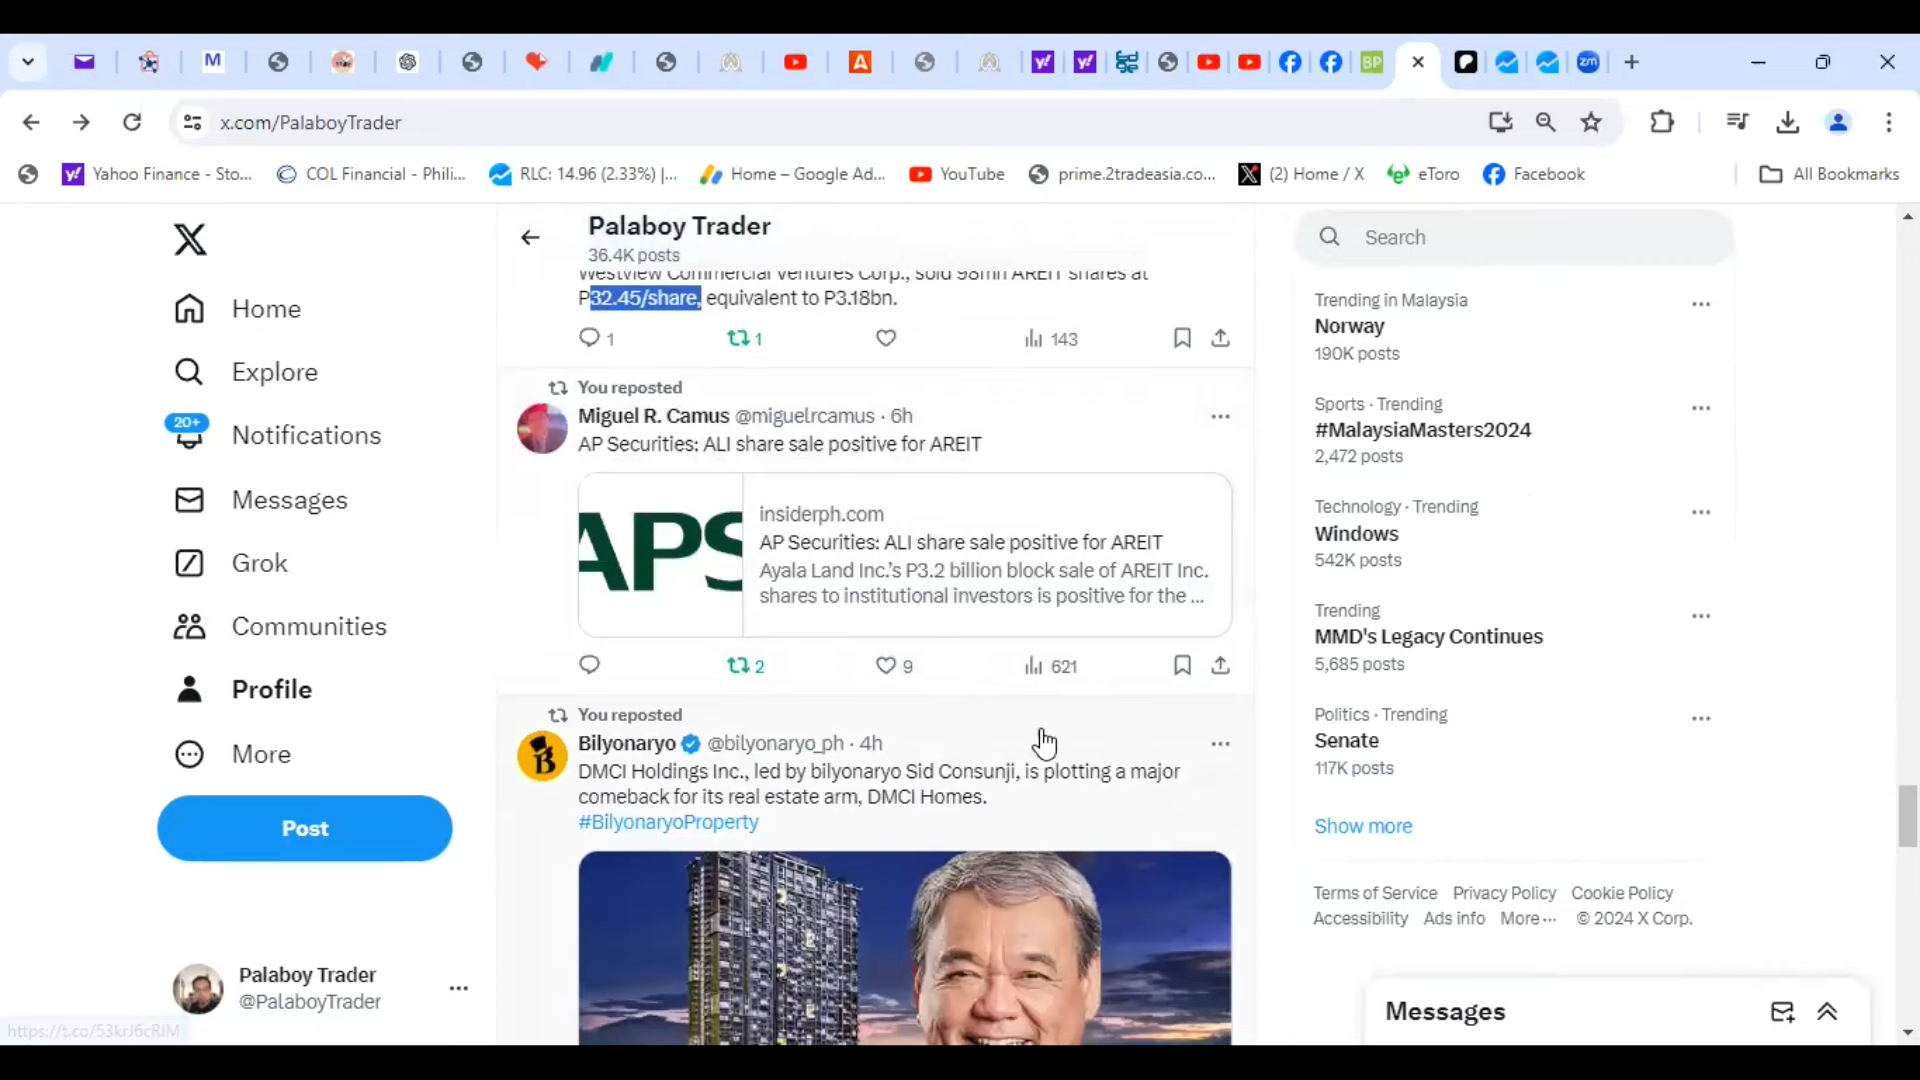 x.com/PalaboyTrader
Yahoo Finance - Sto...
COL Financial - Phili...
RLC: 14.96 (2.33%) |...
Home – Google Ad...
YouTube
prime.2tradeasia.co...
(2) Home / X
eToro
Facebook
All Bookmarks
Home
Explore
20+
Notifications
Messages
Grok
Communities
Profile
More
Post
Palaboy Trader
@PalaboyTrader
https://t.co/53krJ6cRlM
Palaboy Trader
36.4K posts
Westview Commercial Ventures Corp., sold 98mn AREIT shares at
P32.45/share, equivalent to P3.18bn.
1
1
143
You reposted
Miguel R. Camus @miguelrcamus · 6h
AP Securities: ALI share sale positive for AREIT
APS
insiderph.com
AP Securities: ALI share sale positive for AREIT
Ayala Land Inc.'s P3.2 billion block sale of AREIT Inc.
shares to institutional investors is positive for the ...
2
9
621
You reposted
Bilyonaryo @bilyonaryo_ph · 4h
DMCI Holdings Inc., led by bilyonaryo Sid Consunji, is plotting a major
comeback for its real estate arm, DMCI Homes.
#BilyonaryoProperty
Search
Trending in Malaysia
Norway
190K posts
Sports · Trending
#MalaysiaMasters2024
2,472 posts
Technology · Trending
Windows
542K posts
Trending
MMD's Legacy Continues
5,685 posts
Politics · Trending
Senate
117K posts
Show more
Terms of Service Privacy Policy Cookie Policy
Accessibility Ads info More ··· © 2024 X Corp.
Messages